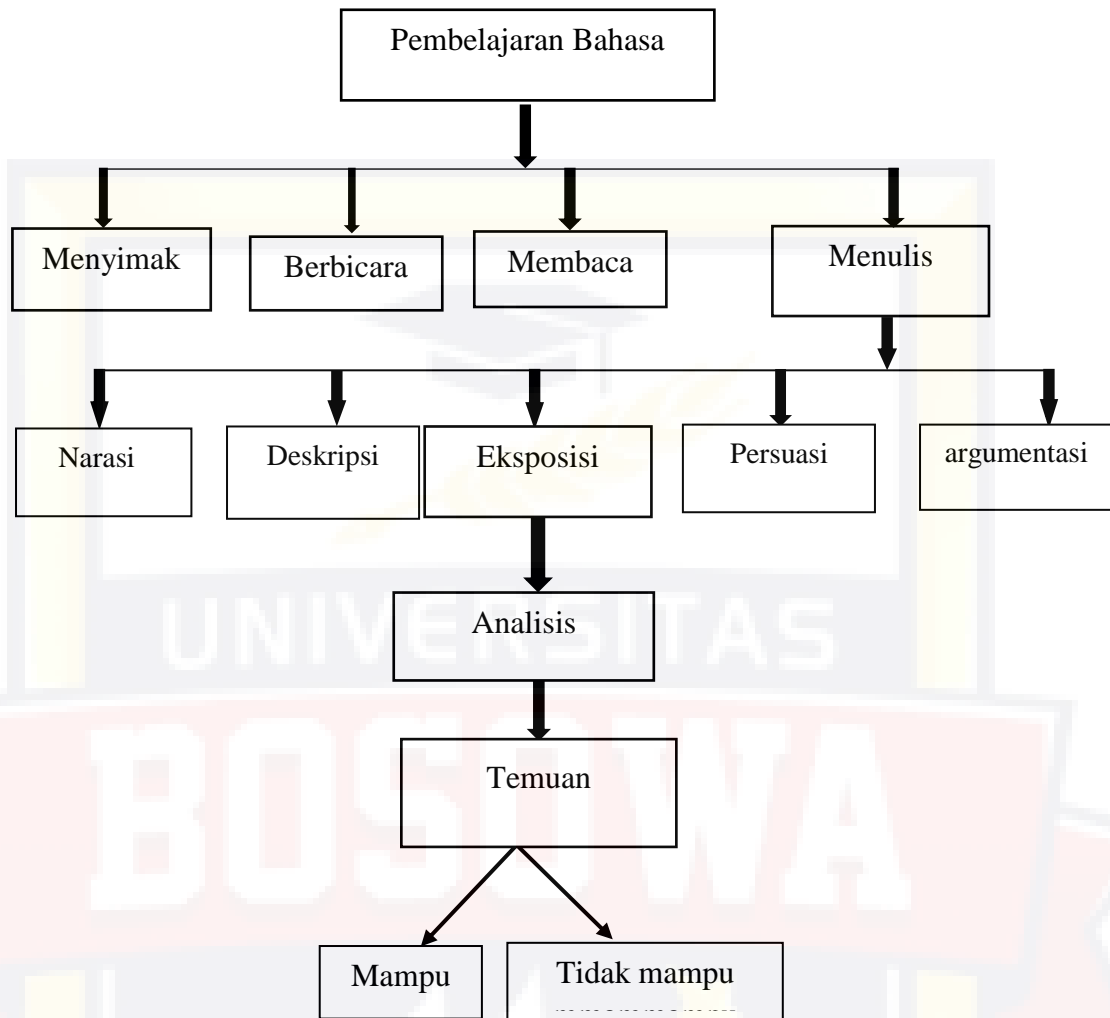 Pembelajaran Bahasa
Menyimak
Berbicara
Membaca
Menulis
Narasi
Deskripsi
Eksposisi
Persuasi
argumentasi
Analisis
UNIVERSITAS
Temuan
BOSOWA
Mampu
Tidak mampu